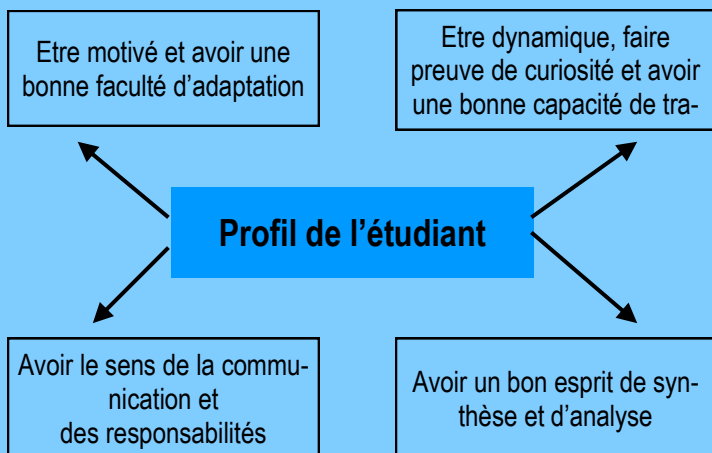 Etre motivé et avoir une
bonne faculté d'adaptation
Etre dynamique, faire
preuve de curiosité et avoir
une bonne capacité de tra-
Profil de l'étudiant
Avoir le sens de la commu-
nication et
des responsabilités
Avoir un bon esprit de syn-
thèse et d'analyse